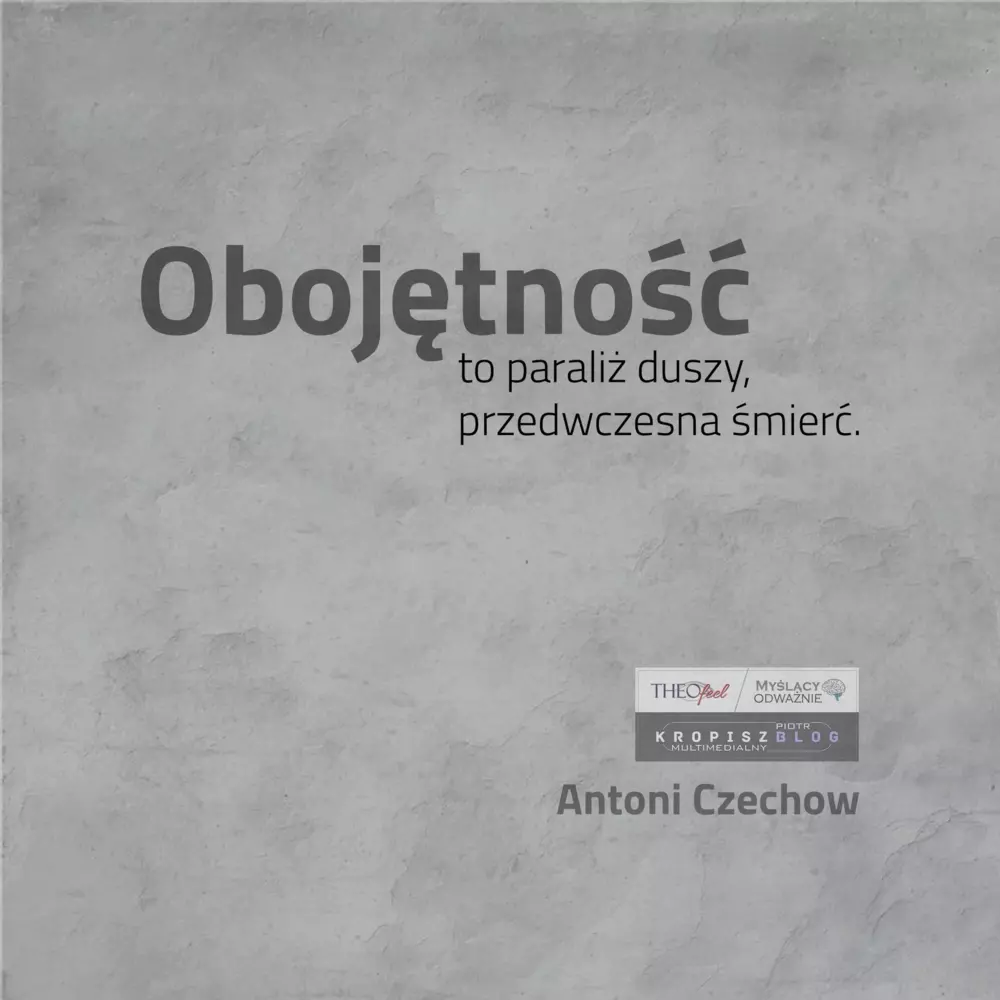 Obojętność
to paraliż duszy,
przedwczesna śmierć.
THEOfeel / MYŚLĄCY
ODWAŻNIE
PIOTR
KROPISZ BLOG
MULTIMEDIALNY
Antoni Czechow